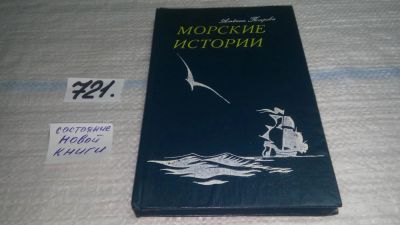 721.
состояние
новой
книги
МОРСКИЕ
ИСТОРИИ